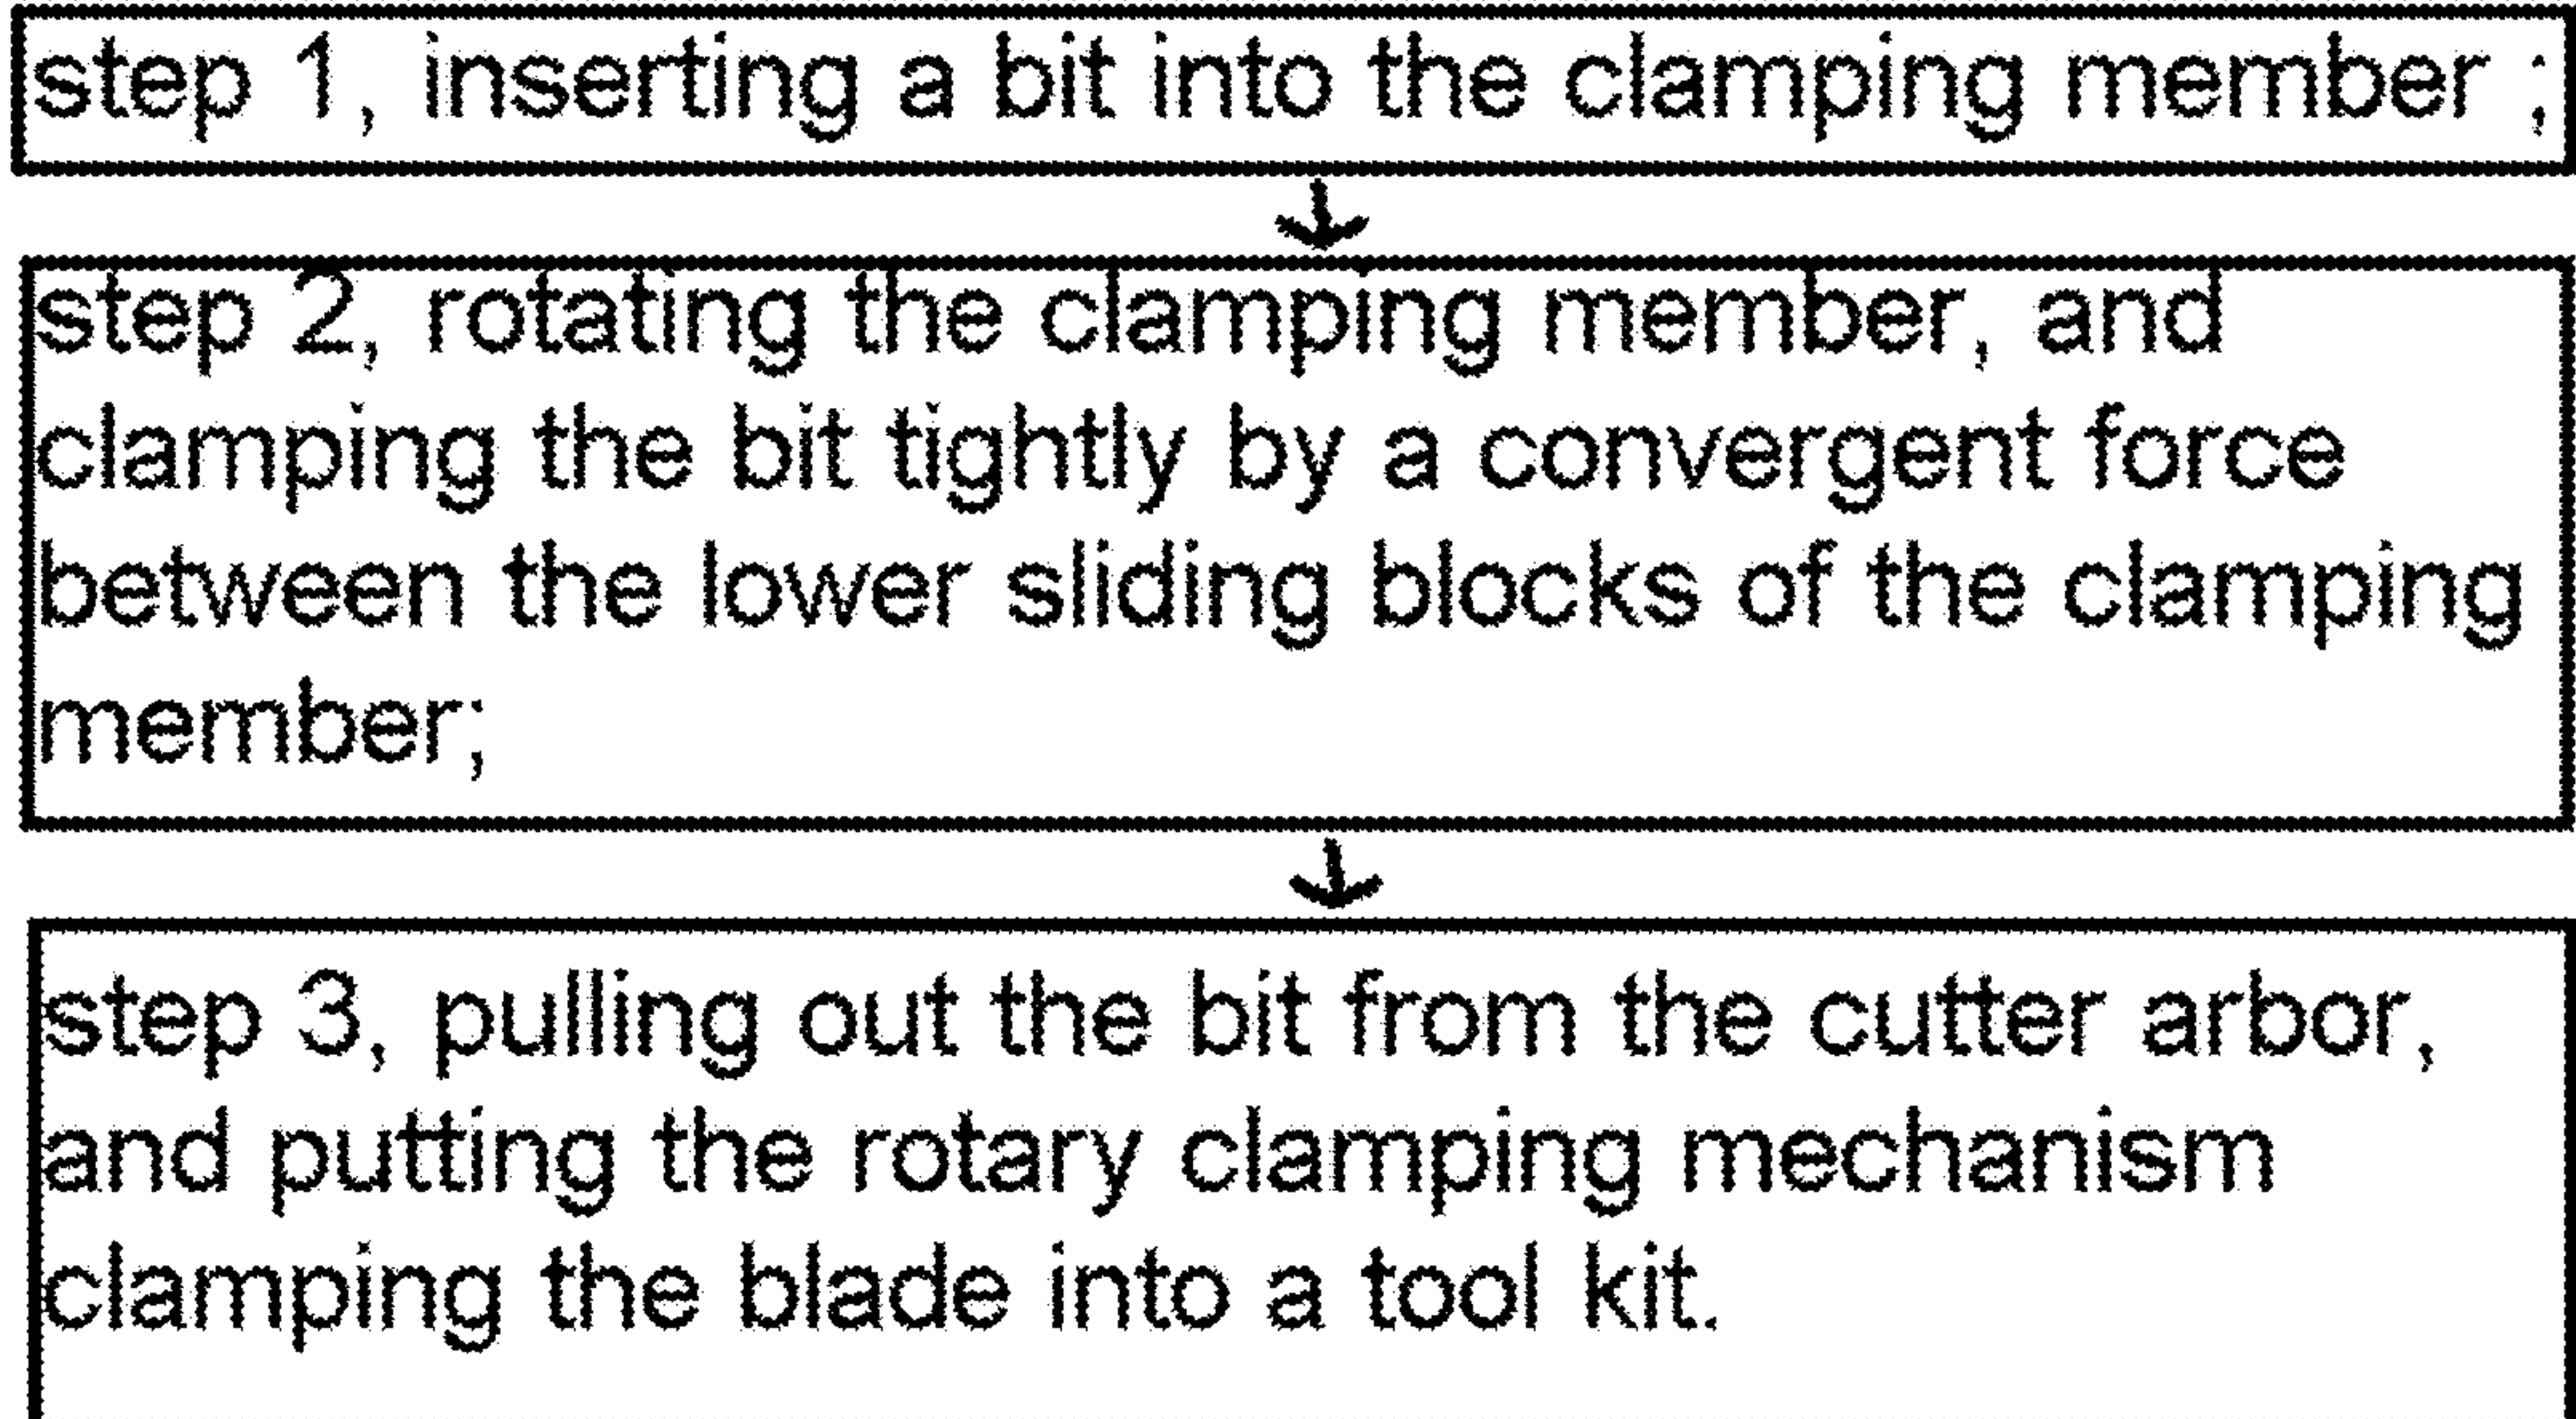 step 1, inserting a bit into the clamping member ;
step 2, rotating the clamping member, and
clamping the bit tightly by a convergent force
between the lower sliding blocks of the clamping
member;
step 3, pulling out the bit from the cutter arbor,
and putting the rotary clamping mechanism
clamping the blade into a tool kit.